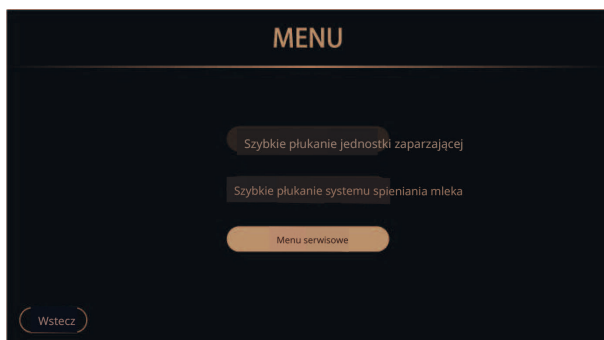 MENU
Szybkie płukanie jednostki zaparzającej
Szybkie płukanie systemu spieniania mleka
Menu serwisowe
Wstecz